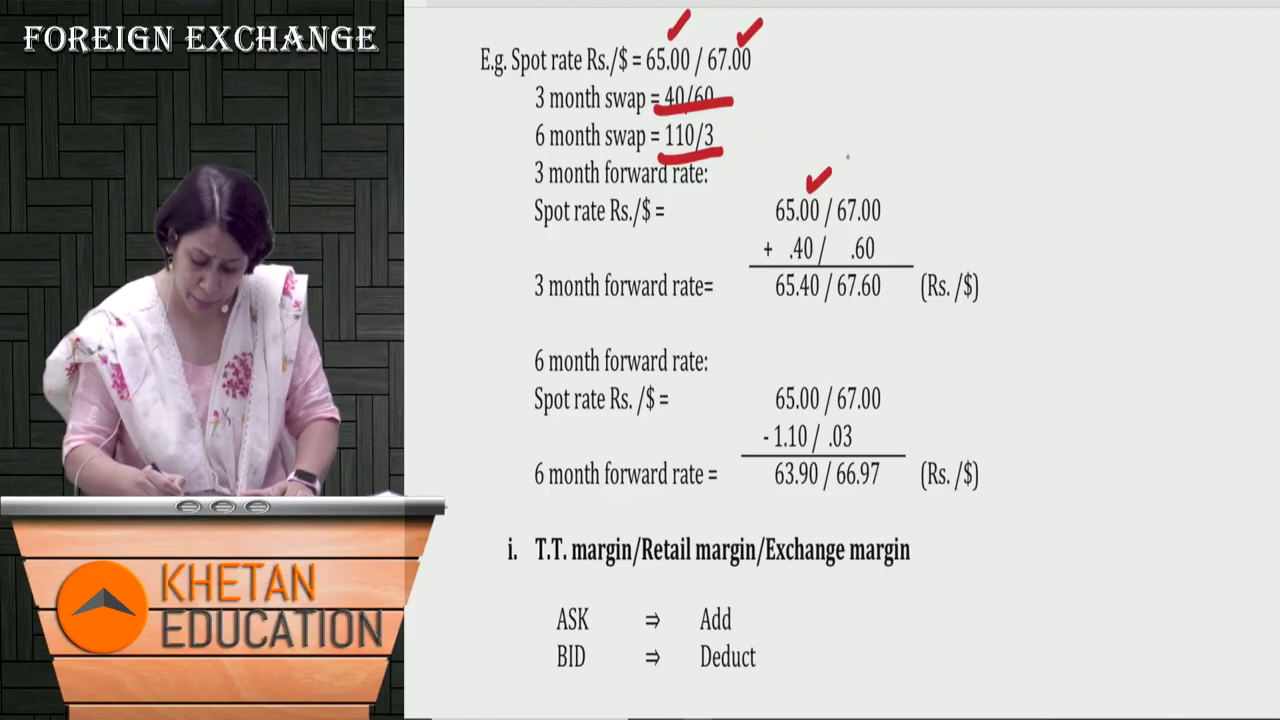 FOREIGN EXCHANGE
E.g. Spot rate Rs./$ = 65.00 / 67.00
3 month swap = 40/60
6 month swap = 110/3
3 month forward rate:
Spot rate Rs./$ = 65.00 / 67.00
+ .40 / .60
3 month forward rate= 65.40 / 67.60 (Rs. /$)
6 month forward rate:
Spot rate Rs. /$ = 65.00 / 67.00
- 1.10 / .03
6 month forward rate = 63.90 / 66.97 (Rs. /$)
i. T.T. margin/Retail margin/Exchange margin
ASK ⇒ Add
BID ⇒ Deduct
KHETAN
EDUCATION